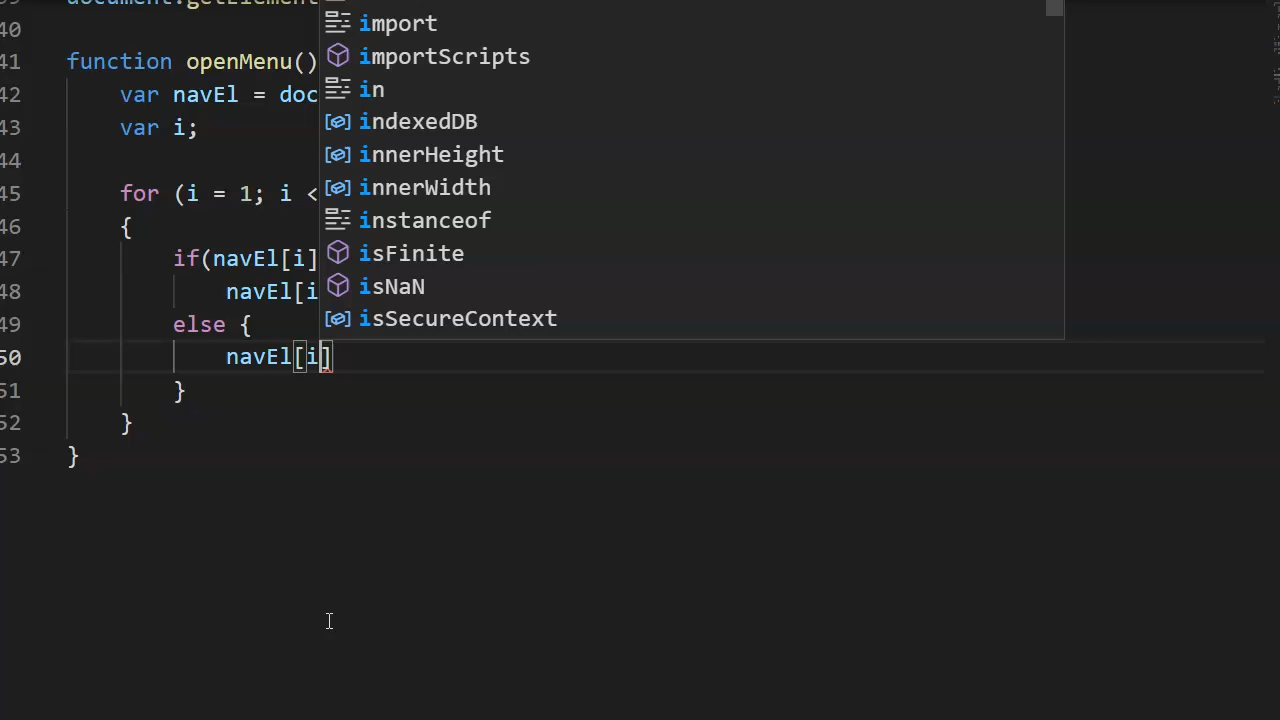 document.getElement
import
40
importScripts
41 function openMenu()
in
42 var navEl = doc
indexedDB
43 var i;
innerHeight
44
innerWidth
45 for (i = 1; i <
instanceof
46 {
isFinite
47 if(navEl[i]
isNaN
48 navEl[i
isSecureContext
49 else {
50 navEl[i]
51 }
52 }
53 }